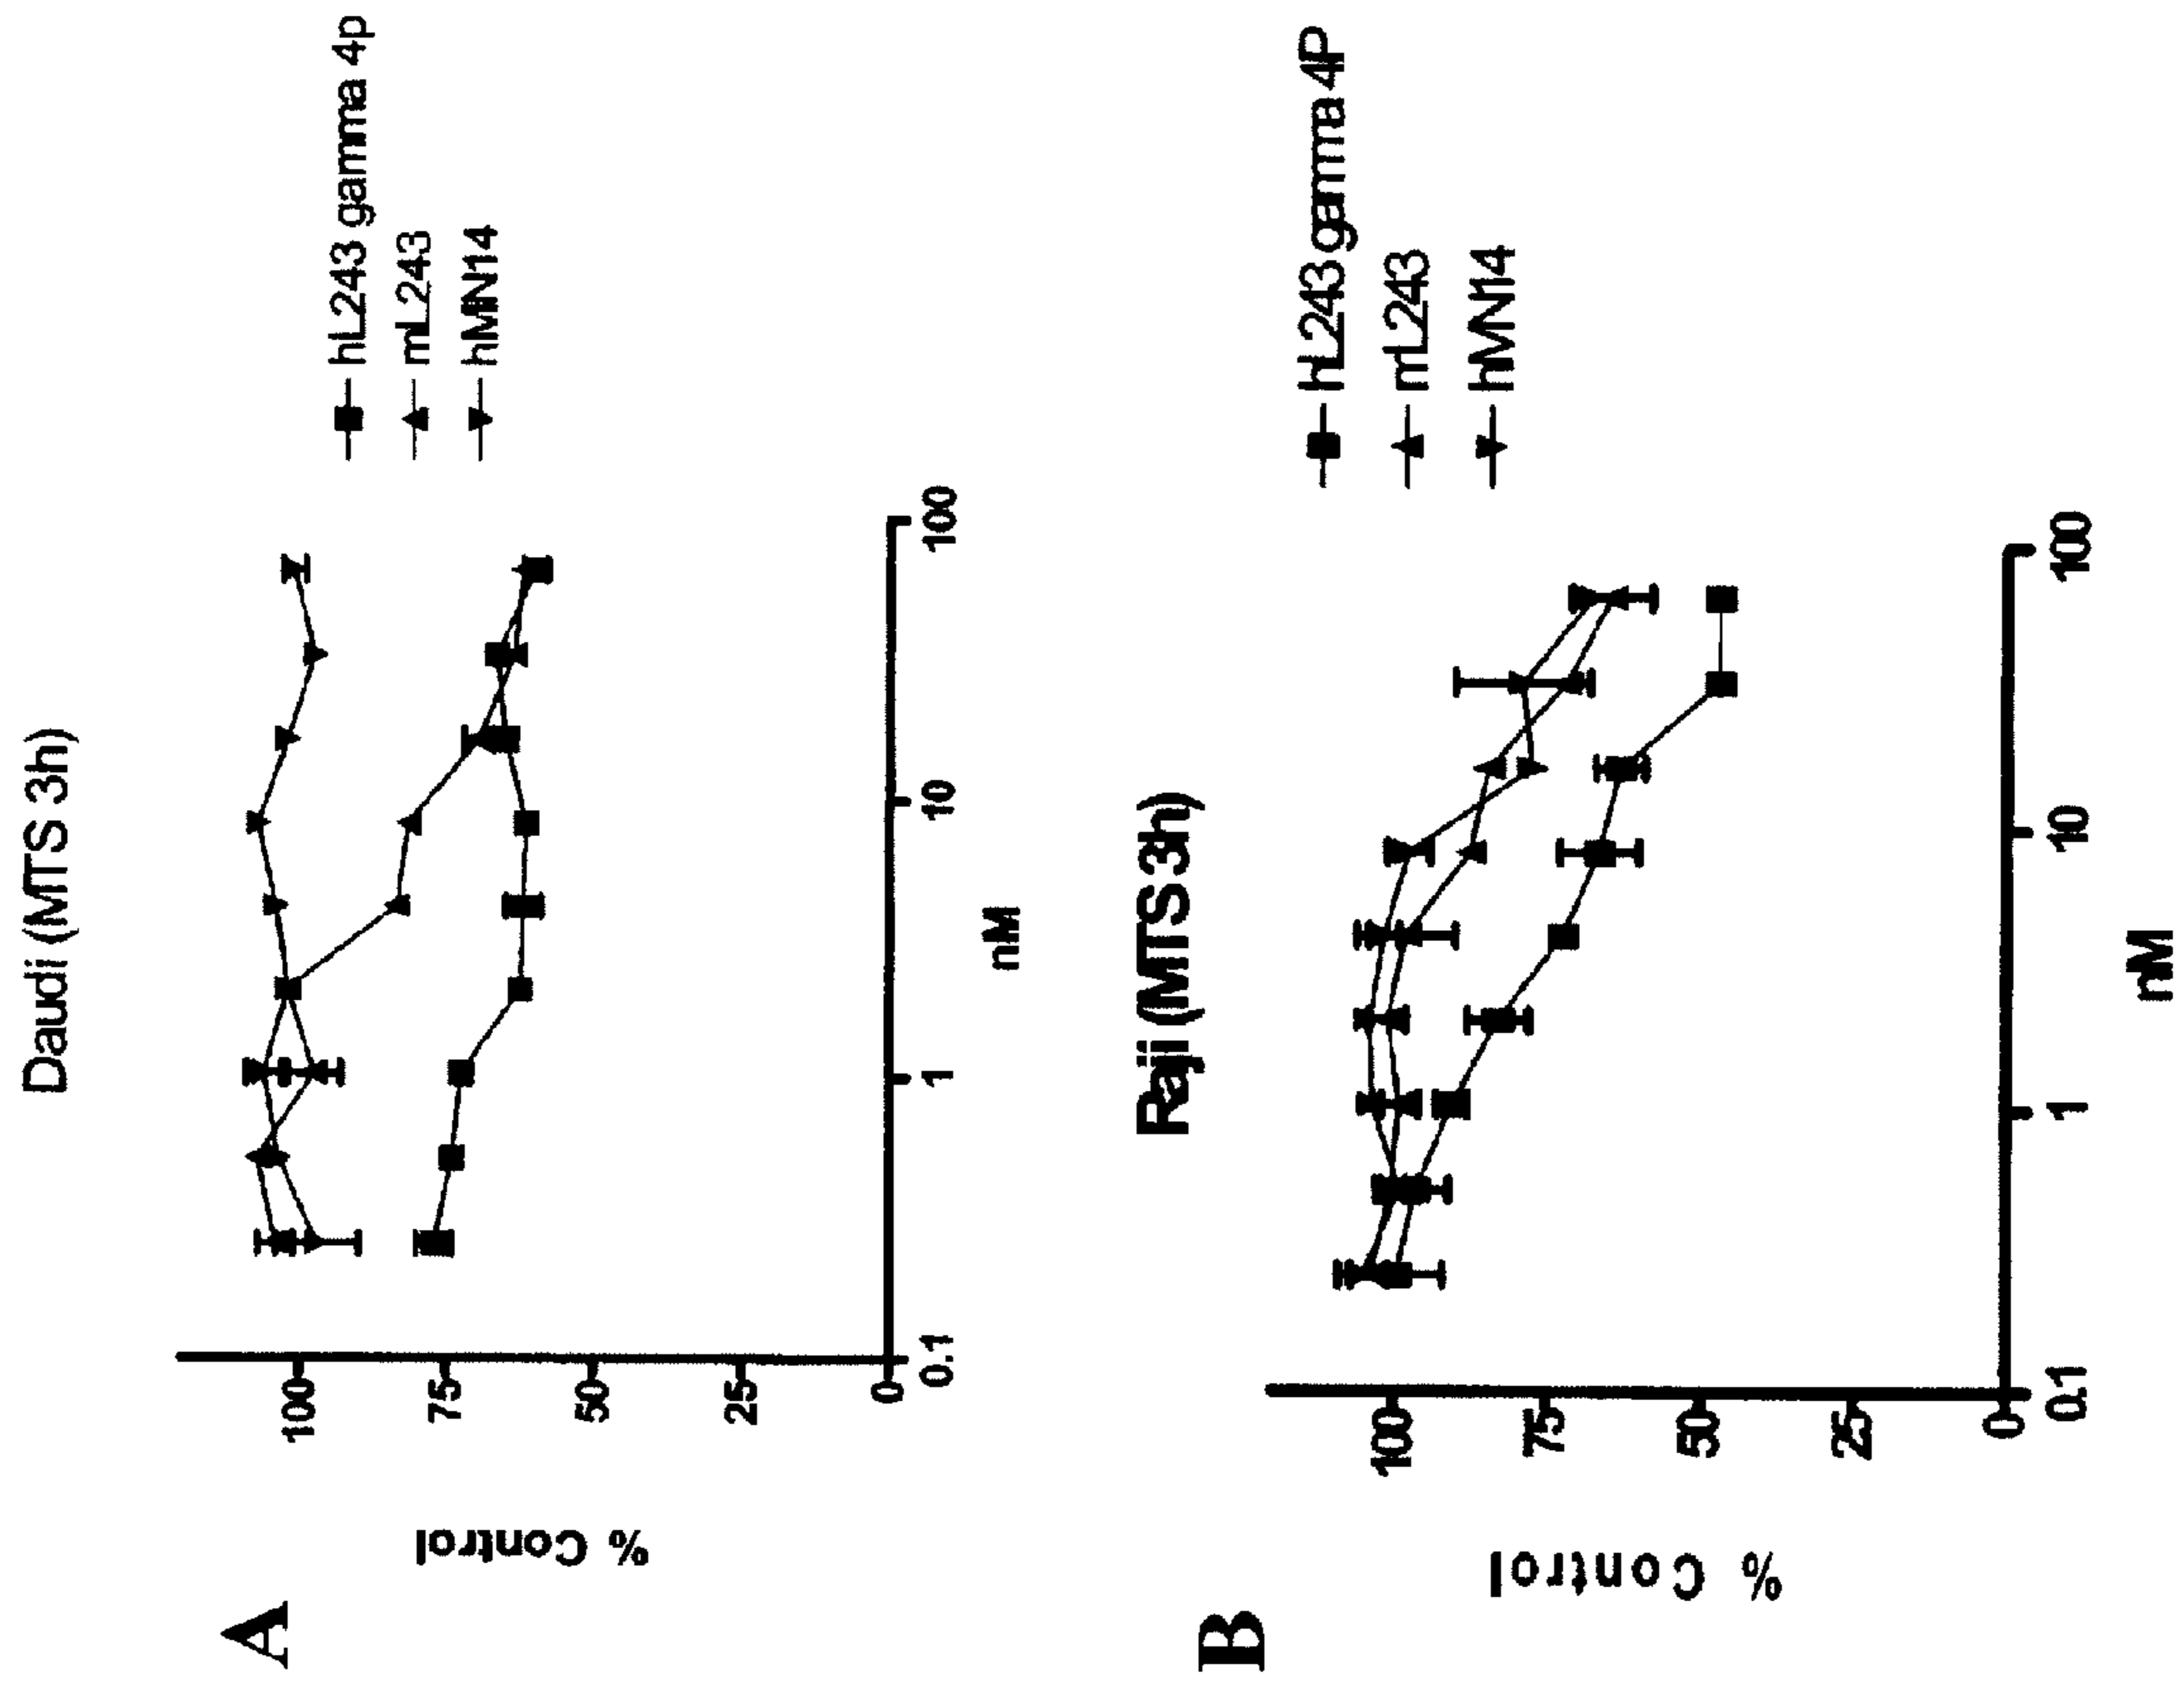 A
Daudi (MTS 3h)
% Control
100
75
50
25
0
0.1
1
10
100
nM
hL243 gamma 4p
mL243
hMN14
B
Raji (MTS 3h)
% Control
100
75
50
25
0
0.1
1
10
100
nM
hL243 gamma 4P
mL243
hMN14